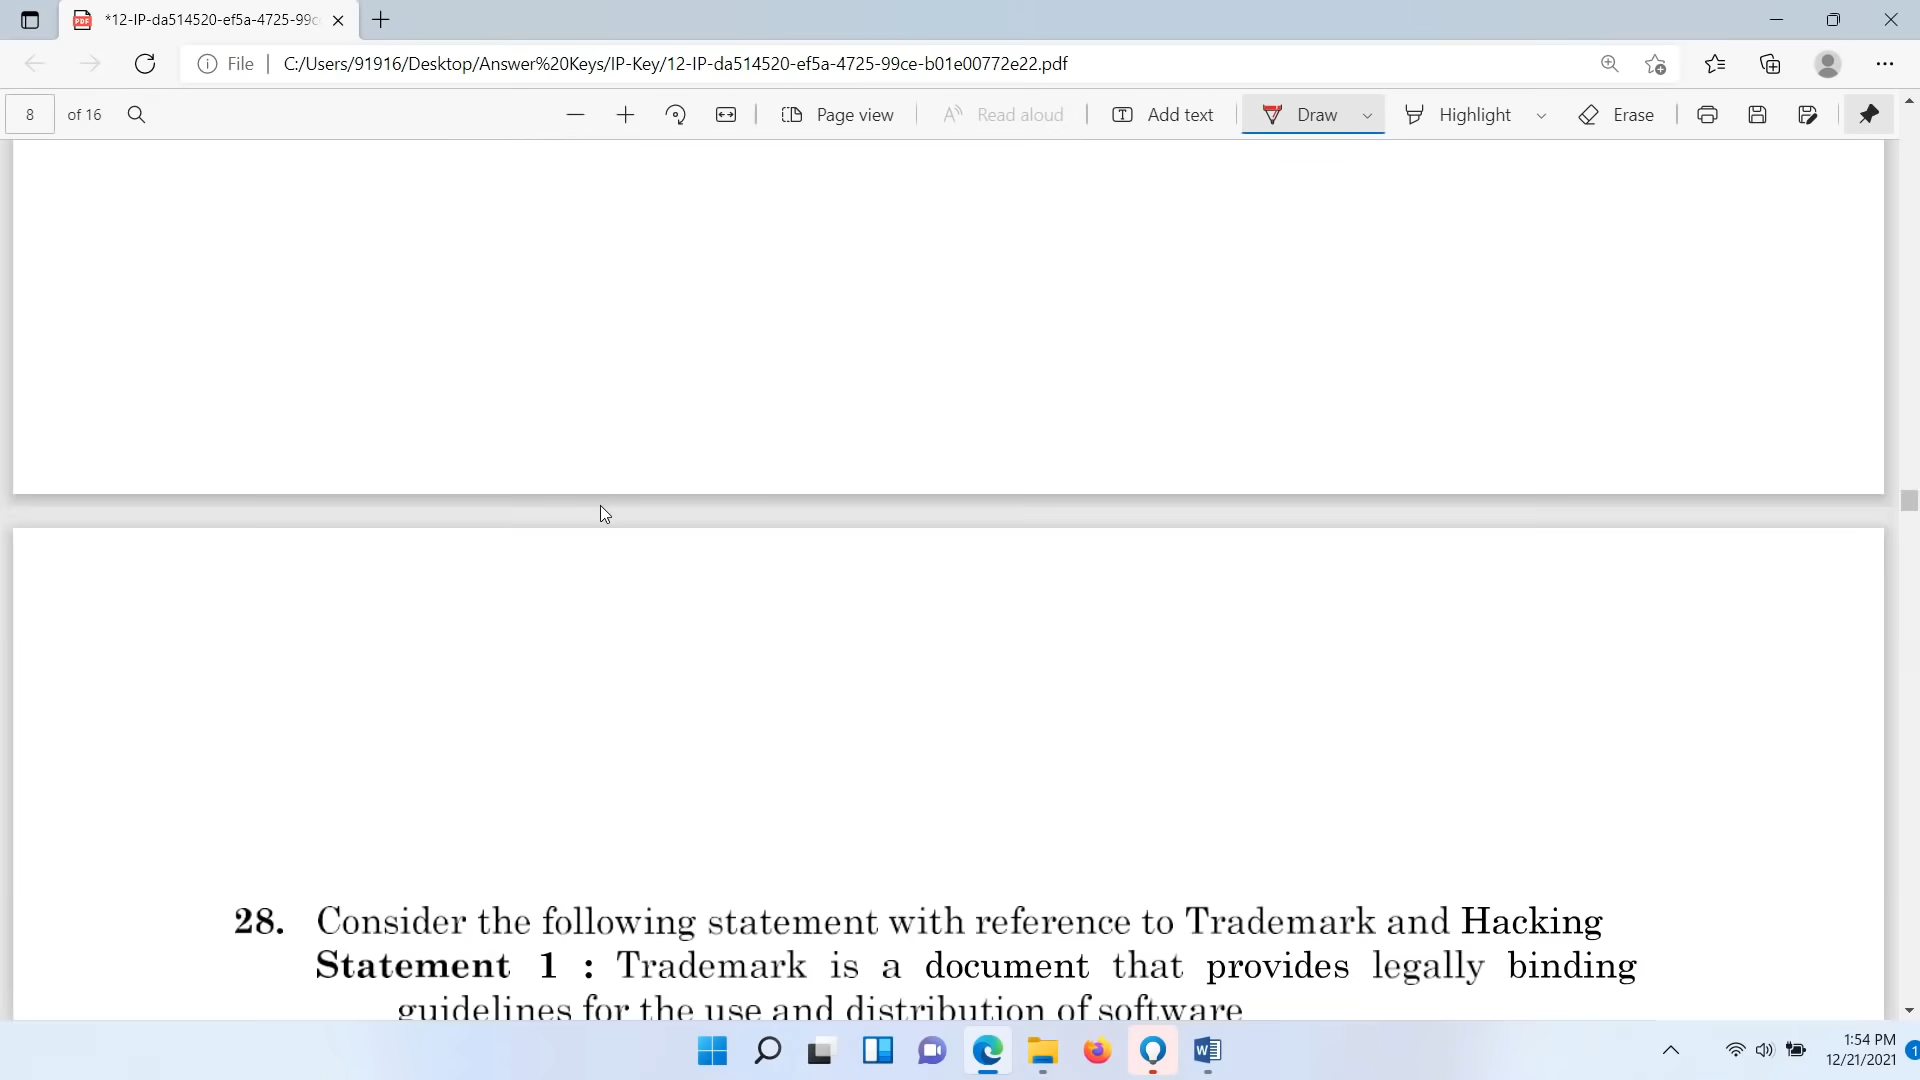 *12-IP-da514520-ef5a-4725-99c
File
C:/Users/91916/Desktop/Answer%20Keys/IP-Key/12-IP-da514520-ef5a-4725-99ce-b01e00772e22.pdf
8 of 16
Page view
Read aloud
Add text
Draw
Highlight
Erase
28. Consider the following statement with reference to Trademark and Hacking
Statement 1 : Trademark is a document that provides legally binding
guidelines for the use and distribution of software
1:54 PM
12/21/2021
1